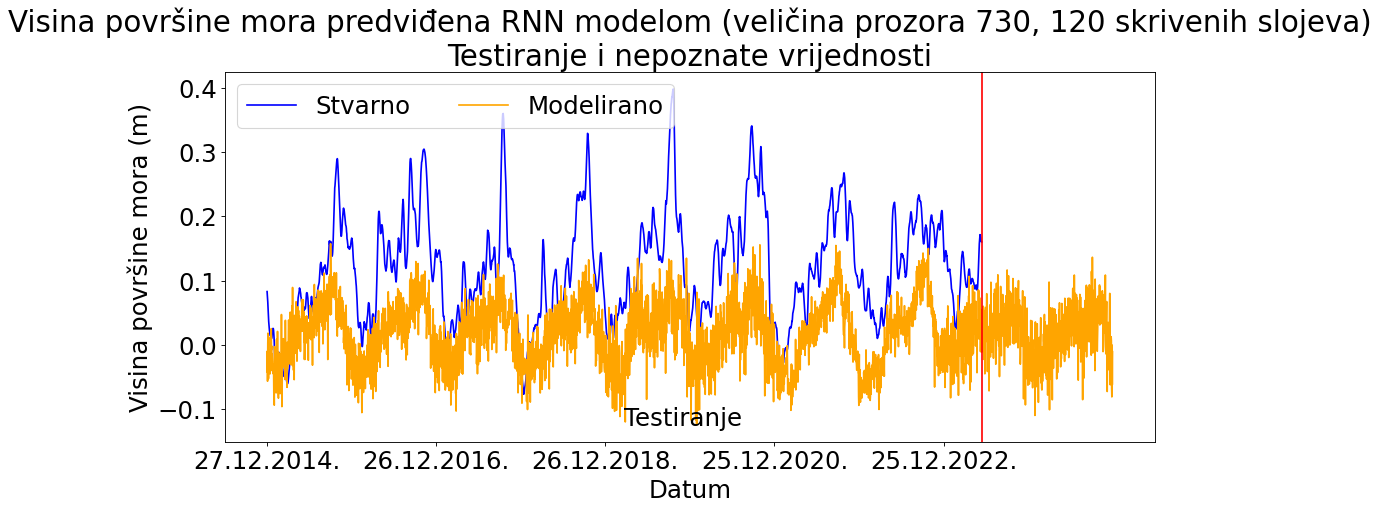 Visina površine mora predviđena RNN modelom (veličina prozora 730, 120 skrivenih slojeva)
Testiranje i nepoznate vrijednosti
Stvarno Modelirano
Visina površine mora (m)
0.4
0.3
0.2
0.1
0.0
−0.1
Testiranje
27.12.2014. 26.12.2016. 26.12.2018. 25.12.2020. 25.12.2022.
Datum